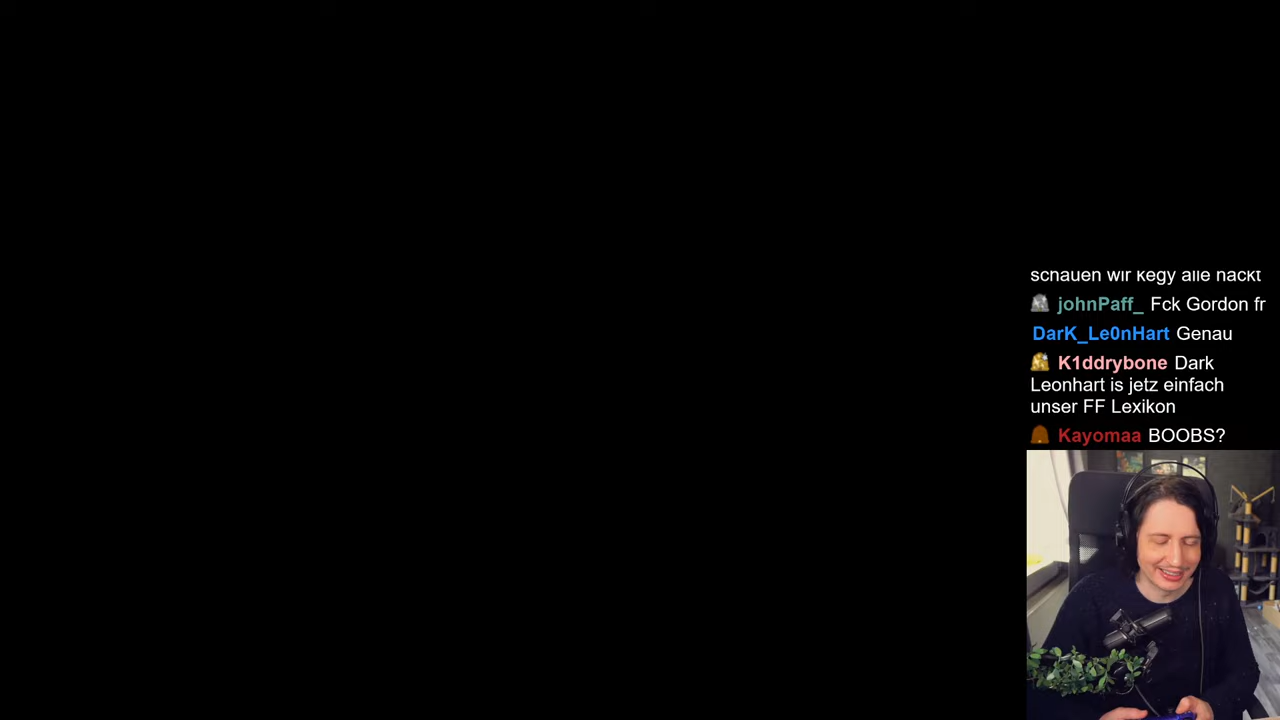 schauen wir kegy alle nackt
johnPaff_ Fck Gordon fr
DarK_Le0nHart Genau
K1ddrybone Dark
Leonhart is jetz einfach
unser FF Lexikon
Kayomaa BOOBS?